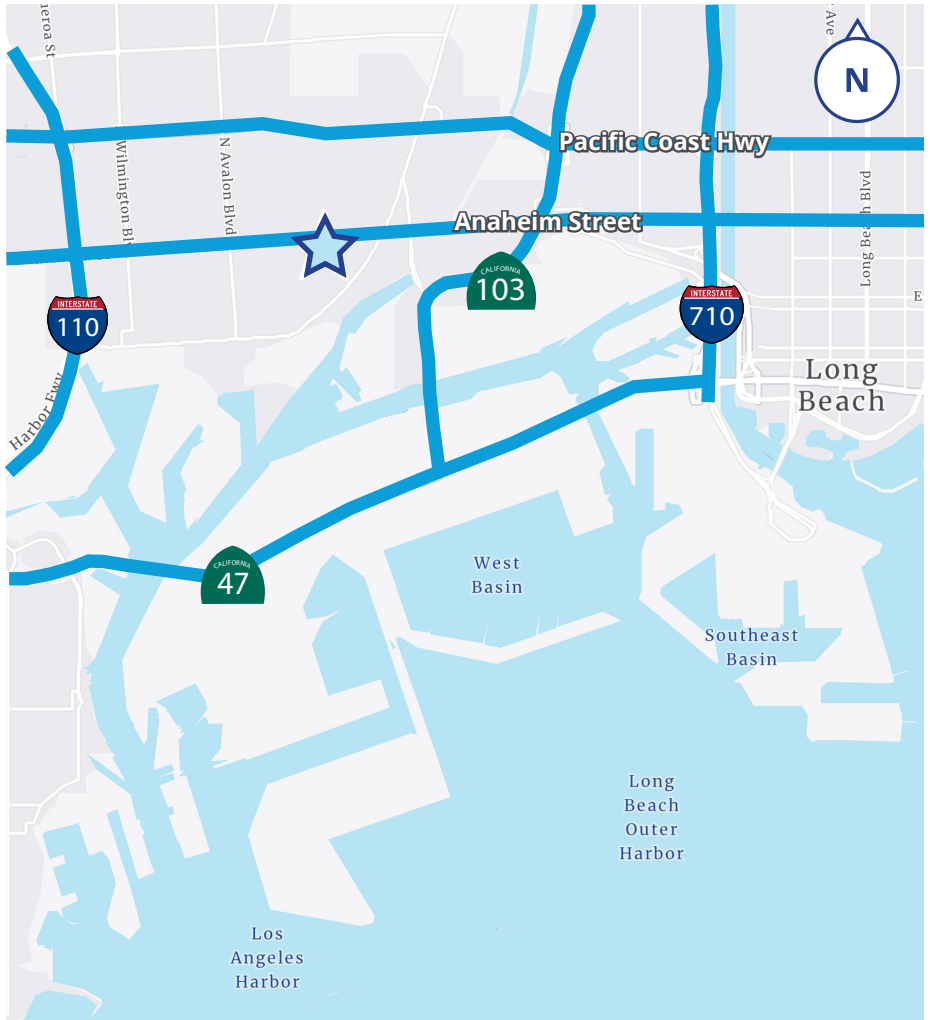 N
Pacific Coast Hwy
Wilmington
N Avalon Blvd
Anaheim Street
CALIFORNIA
103
INTERSTATE
110
INTERSTATE
710
Long
Beach
Harbor Fwy
CALIFORNIA
47
West
Basin
Southeast
Basin
Long
Beach
Outer
Harbor
Los
Angeles
Harbor
Ave
Long Beach Blvd
E